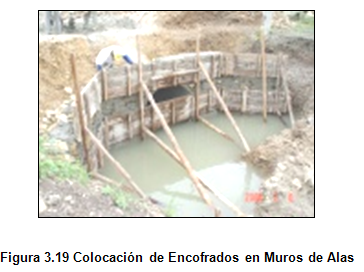 Figura 3.19 Colocación de Encofrados en Muros de Alas